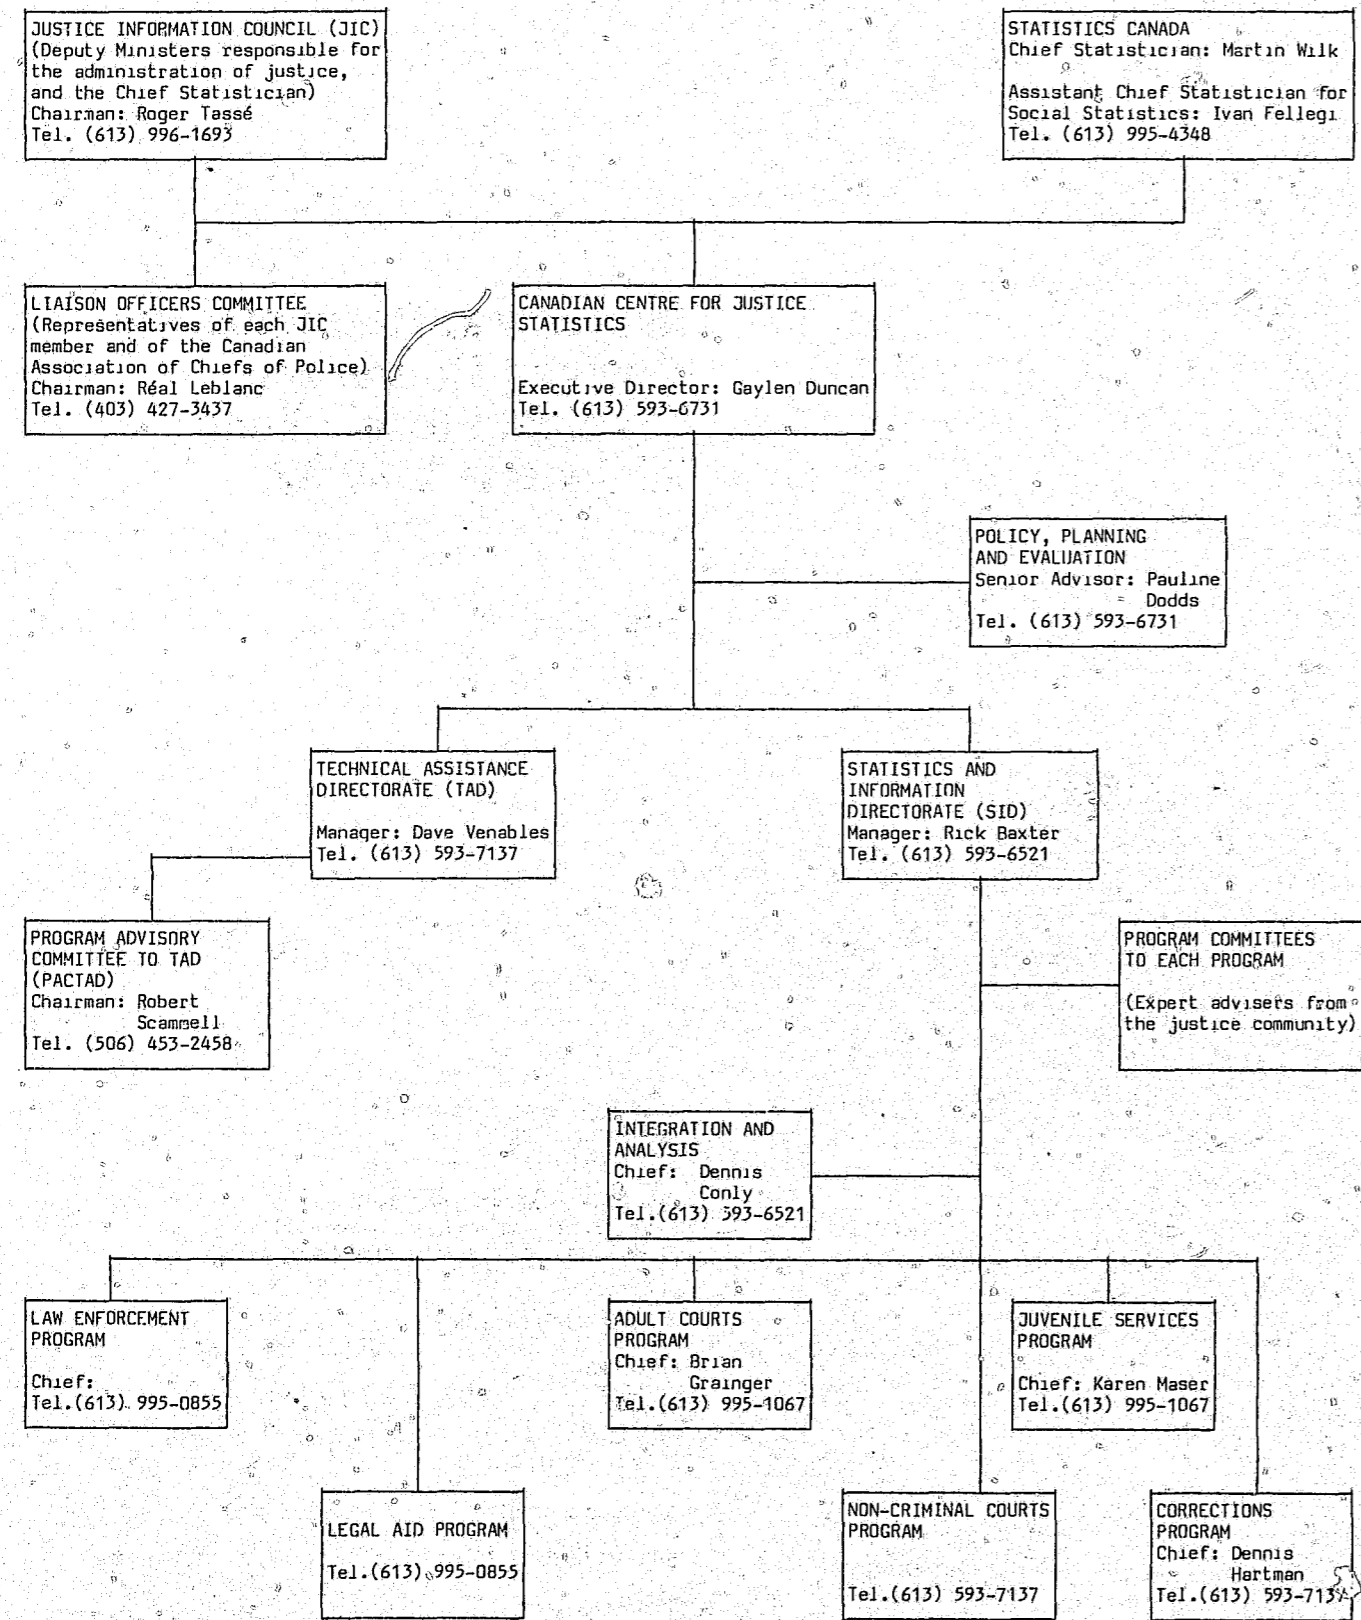 JUSTICE INFORMATION COUNCIL (JIC)
(Deputy Ministers responsible for
the administration of justice,
and the Chief Statistician)
Chairman: Roger Tassé
Tel. (613) 996-1693
STATISTICS CANADA
Chief Statistician: Martin Wilk
Assistant Chief Statistician for
Social Statistics: Ivan Fellegi
Tel. (613) 995-4348
LIAISON OFFICERS COMMITTEE
(Representatives of each JIC
member and of the Canadian
Association of Chiefs of Police)
Chairman: Réal Leblanc
Tel. (403) 427-3437
CANADIAN CENTRE FOR JUSTICE
STATISTICS
Executive Director: Gaylen Duncan
Tel. (613) 593-6731
POLICY, PLANNING
AND EVALUATION
Senior Advisor: Pauline
Dodds
Tel. (613) 593-6731
TECHNICAL ASSISTANCE
DIRECTORATE (TAD)
Manager: Dave Venables
Tel. (613) 593-7137
STATISTICS AND
INFORMATION
DIRECTORATE (SID)
Manager: Rick Baxter
Tel. (613) 593-6521
PROGRAM ADVISORY
COMMITTEE TO TAD
(PACTAD)
Chairman: Robert
Scammell
Tel. (506) 453-2458
PROGRAM COMMITTEES
TO EACH PROGRAM
(Expert advisers from
the justice community)
INTEGRATION AND
ANALYSIS
Chief: Dennis
Conly
Tel.(613) 593-6521
LAW ENFORCEMENT
PROGRAM
Chief:
Tel.(613) 995-0855
ADULT COURTS
PROGRAM
Chief: Brian
Grainger
Tel.(613) 995-1067
JUVENILE SERVICES
PROGRAM
Chief: Karen Maser
Tel.(613) 995-1067
LEGAL AID PROGRAM
Tel.(613) 995-0855
NON-CRIMINAL COURTS
PROGRAM
Tel.(613) 593-7137
CORRECTIONS
PROGRAM
Chief: Dennis
Hartman
Tel.(613) 593-7137